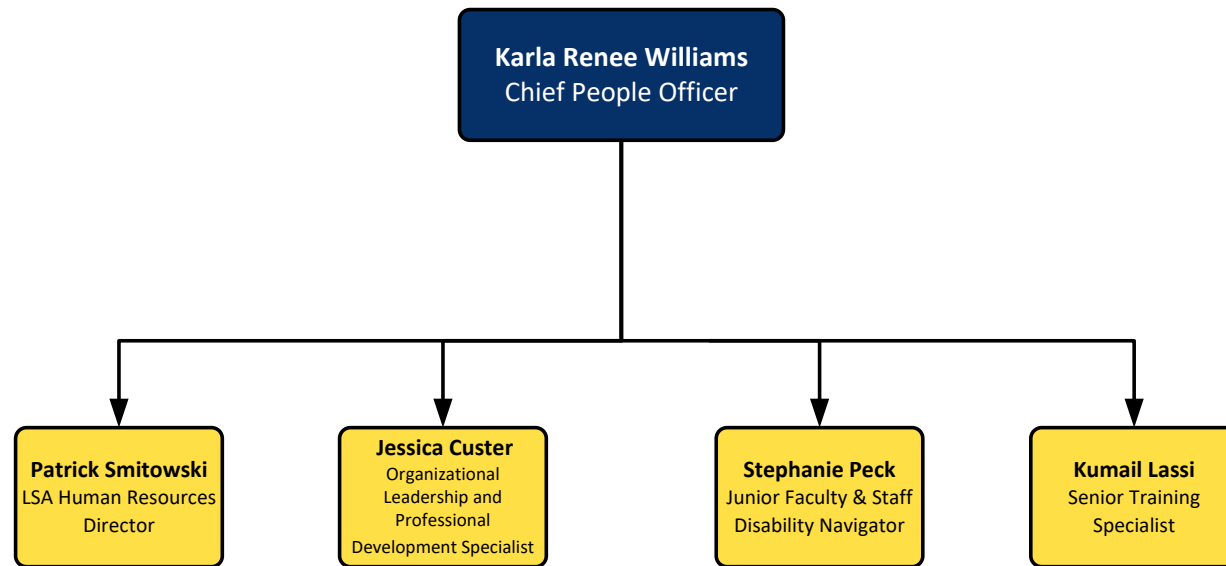 Karla Renee Williams
Chief People Officer
Patrick Smitowski
LSA Human Resources
Director
Jessica Custer
Organizational
Leadership and
Professional
Development Specialist
Stephanie Peck
Junior Faculty & Staff
Disability Navigator
Kumail Lassi
Senior Training
Specialist